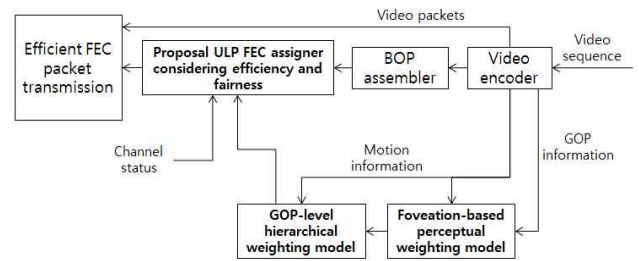 Video packets
Efficient FEC
packet
transmission
Proposal ULP FEC assigner
considering efficiency and
fairness
BOP
assembler
Video
encoder
Video
sequence
Channel
status
Motion
information
GOP
information
GOP-level
hierarchical
weighting model
Foveation-based
perceptual
weighting model